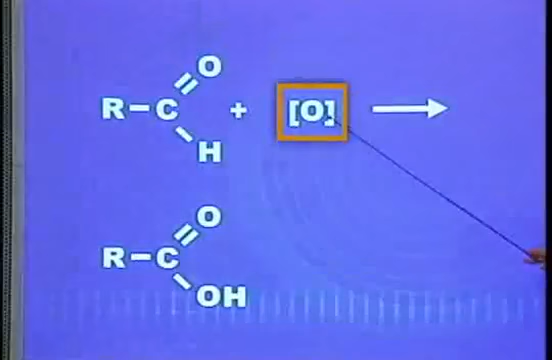 O
R–C + [O] →
H
O
R–C
OH